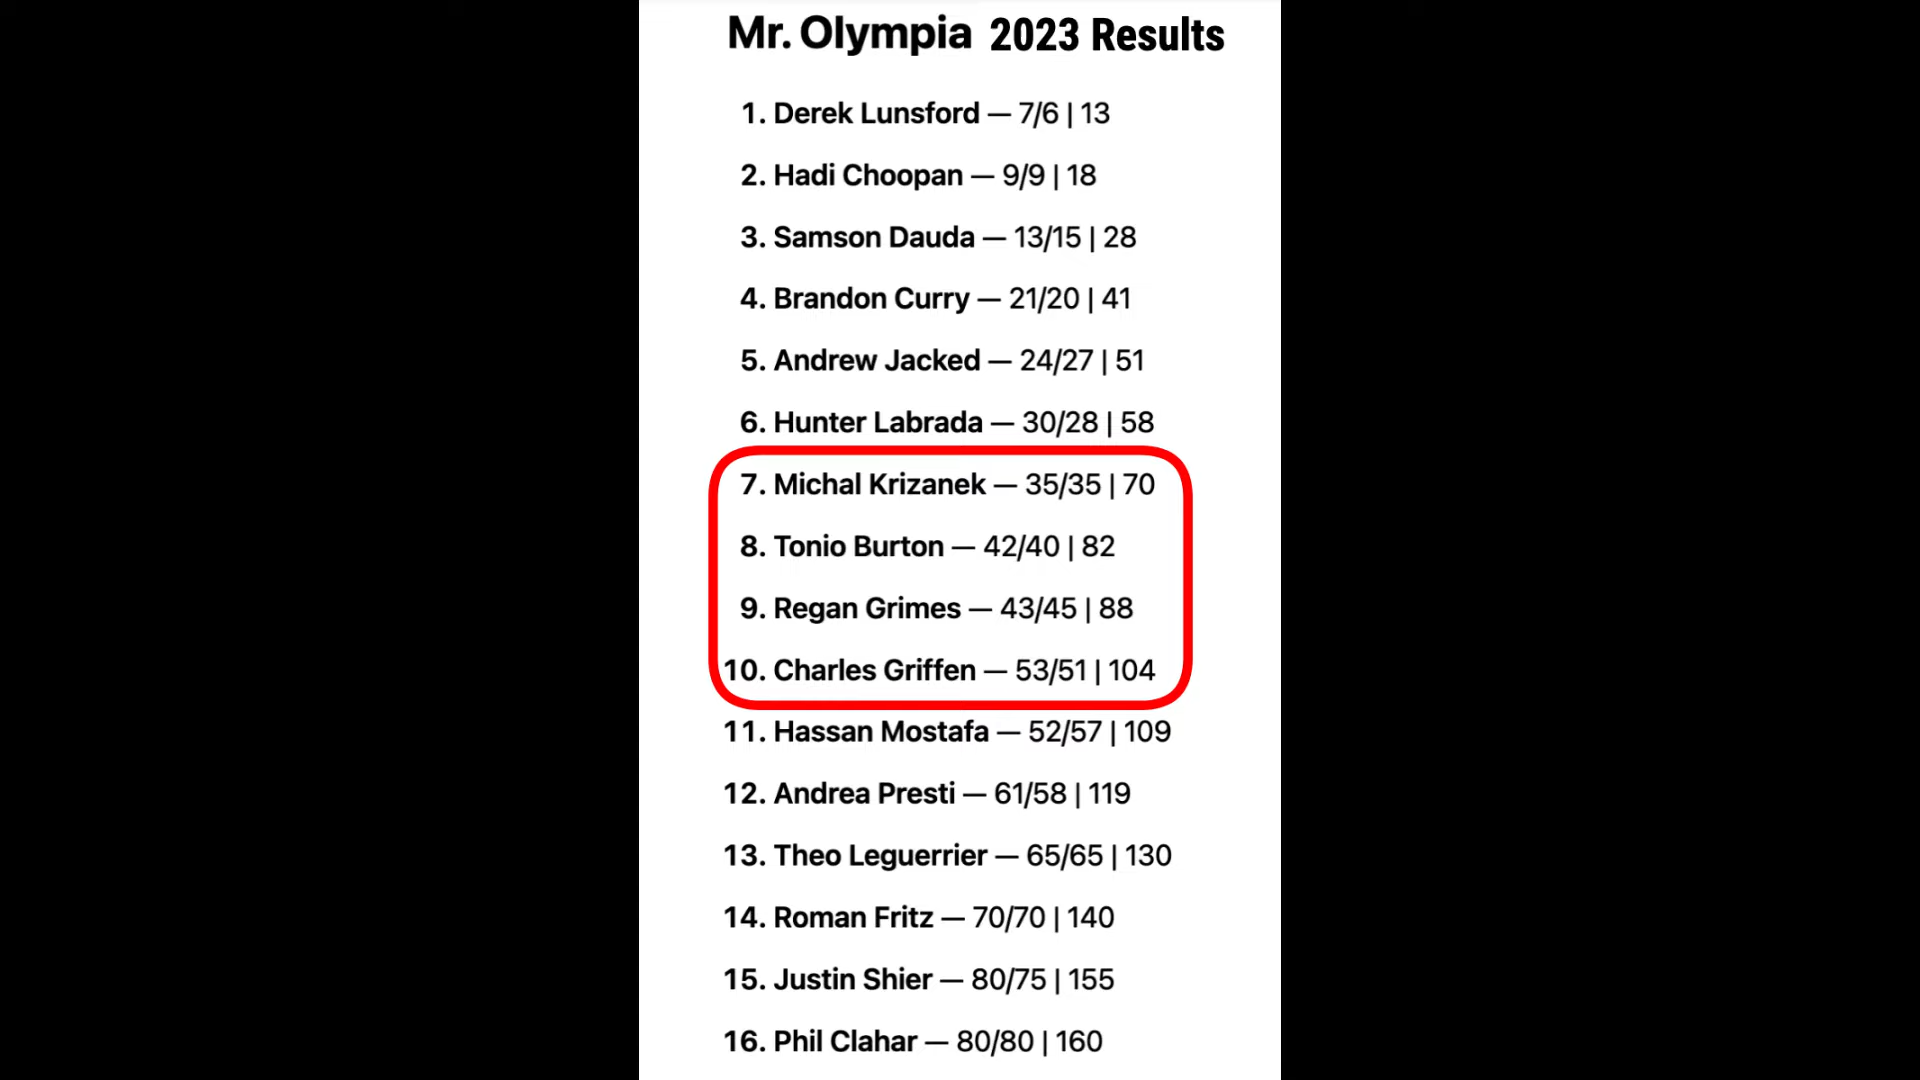 Mr. Olympia 2023 Results
1. Derek Lunsford — 7/6 | 13
2. Hadi Choopan — 9/9 | 18
3. Samson Dauda — 13/15 | 28
4. Brandon Curry — 21/20 | 41
5. Andrew Jacked — 24/27 | 51
6. Hunter Labrada — 30/28 | 58
7. Michal Krizanek — 35/35 | 70
8. Tonio Burton — 42/40 | 82
9. Regan Grimes — 43/45 | 88
10. Charles Griffen — 53/51 | 104
11. Hassan Mostafa — 52/57 | 109
12. Andrea Presti — 61/58 | 119
13. Theo Leguerrier — 65/65 | 130
14. Roman Fritz — 70/70 | 140
15. Justin Shier — 80/75 | 155
16. Phil Clahar — 80/80 | 160